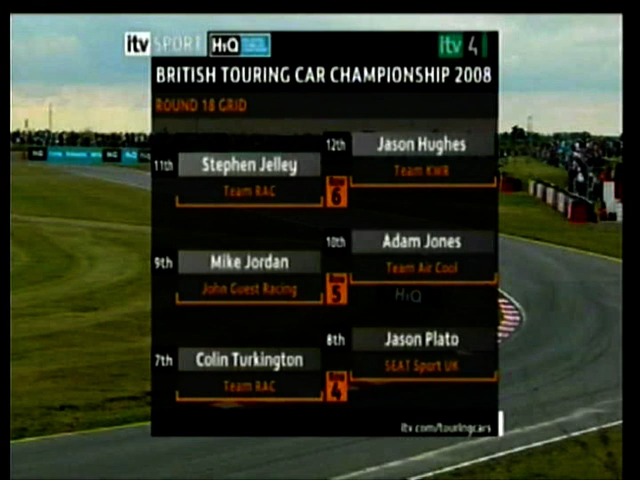 itv SPORT HiQ itv 4
BRITISH TOURING CAR CHAMPIONSHIP 2008
ROUND 18 GRID
12th Jason Hughes
Team KWR
11th Stephen Jelley
Team RAC
6
10th Adam Jones
Team Air Cool
9th Mike Jordan
John Guest Racing
5
HiQ
8th Jason Plato
SEAT Sport UK
7th Colin Turkington
Team RAC
4
itv.com/touringcars